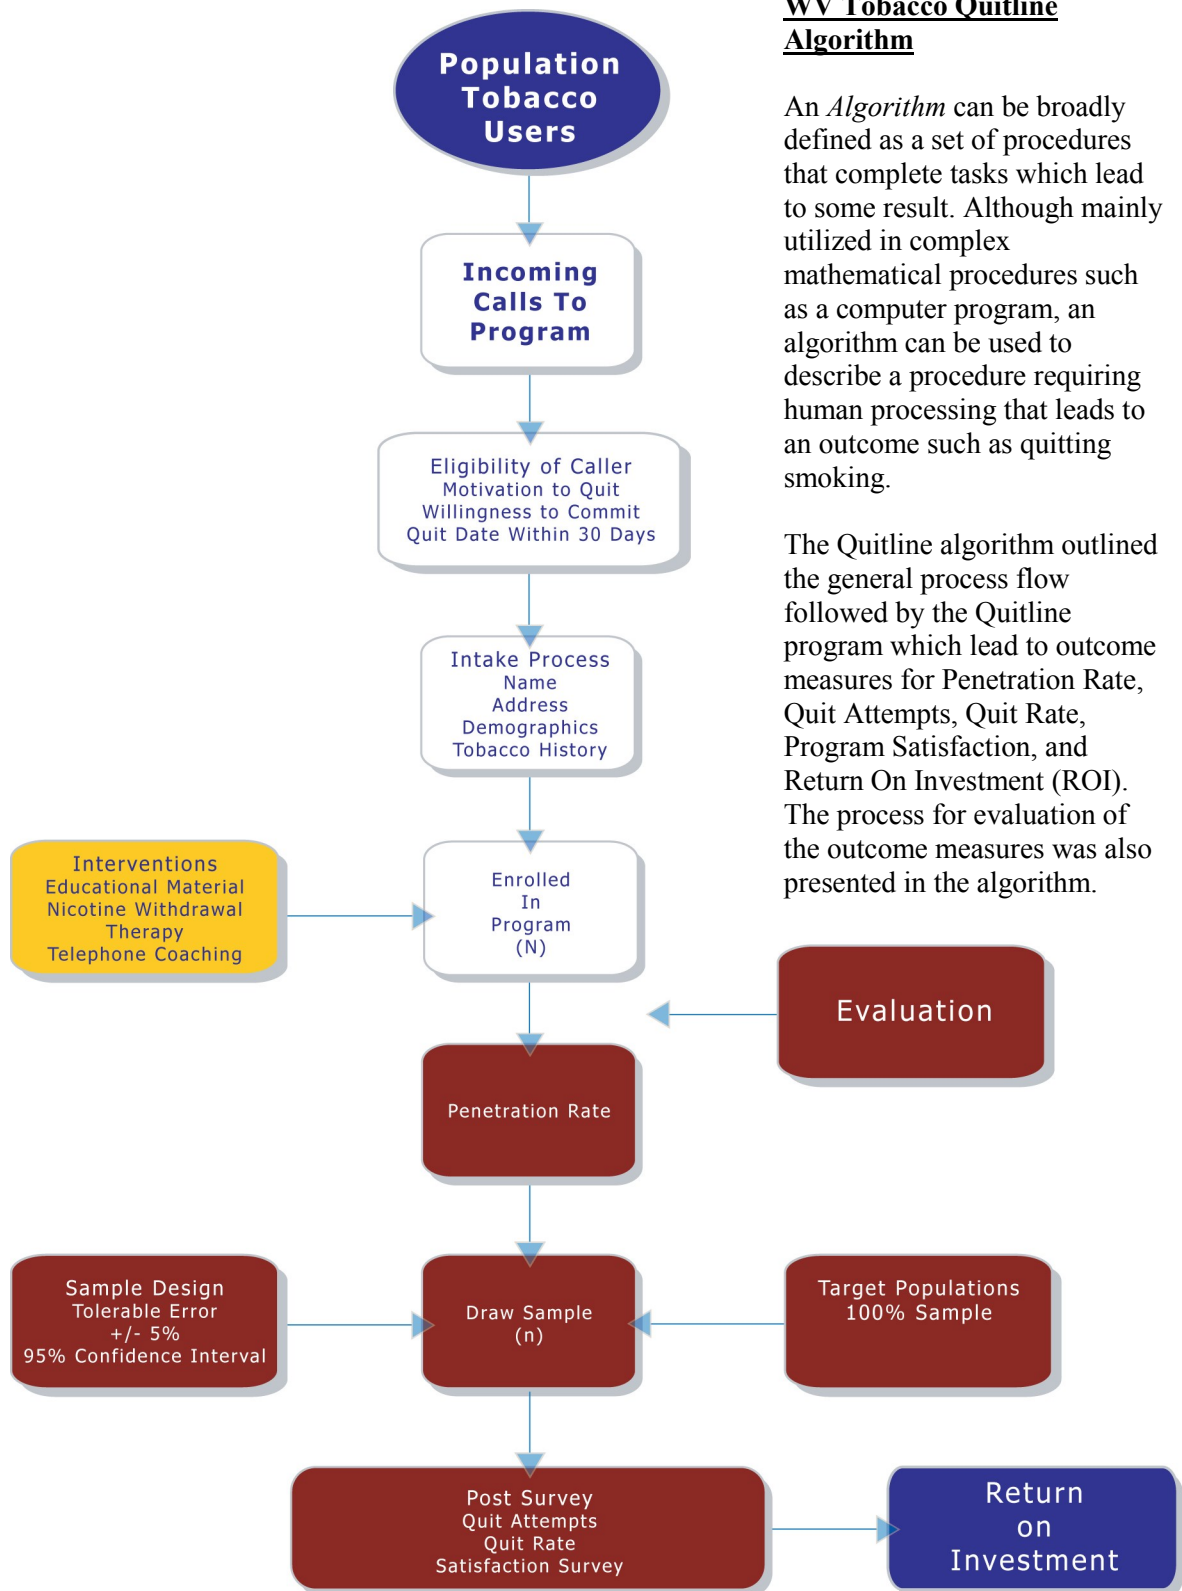 WV Tobacco Quitline
Algorithm
An Algorithm can be broadly
defined as a set of procedures
that complete tasks which lead
to some result. Although mainly
utilized in complex
mathematical procedures such
as a computer program, an
algorithm can be used to
describe a procedure requiring
human processing that leads to
an outcome such as quitting
smoking.
The Quitline algorithm outlined
the general process flow
followed by the Quitline
program which lead to outcome
measures for Penetration Rate,
Quit Attempts, Quit Rate,
Program Satisfaction, and
Return On Investment (ROI).
The process for evaluation of
the outcome measures was also
presented in the algorithm.
Population
Tobacco
Users
Incoming
Calls To
Program
Eligibility of Caller
Motivation to Quit
Willingness to Commit
Quit Date Within 30 Days
Intake Process
Name
Address
Demographics
Tobacco History
Interventions
Educational Material
Nicotine Withdrawal
Therapy
Telephone Coaching
Enrolled
In
Program
(N)
Evaluation
Penetration Rate
Sample Design
Tolerable Error
+/- 5%
95% Confidence Interval
Draw Sample
(n)
Target Populations
100% Sample
Post Survey
Quit Attempts
Quit Rate
Satisfaction Survey
Return
on
Investment